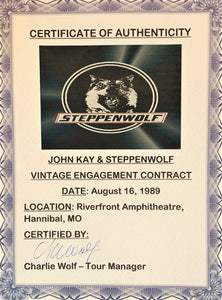 CERTIFICATE OF AUTHENTICITY
STEPPENWOLF
JOHN KAY & STEPPENWOLF
VINTAGE ENGAGEMENT CONTRACT
DATE: August 16, 1989
LOCATION: Riverfront Amphitheatre,
Hannibal, MO
CERTIFIED BY:
Charlie Wolf – Tour Manager